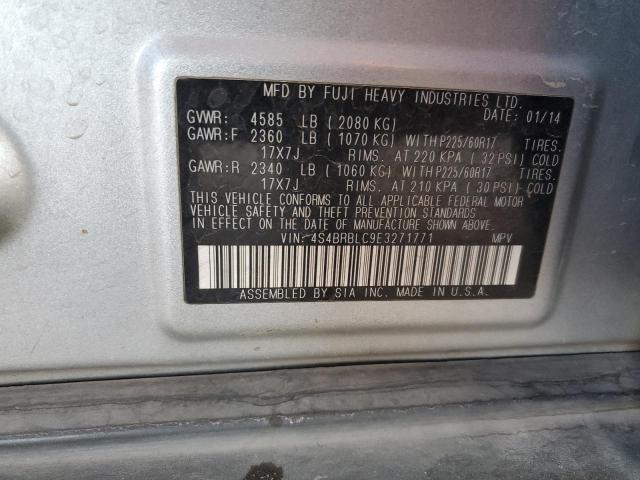 MFD BY FUJI HEAVY INDUSTRIES LTD.
GVWR: 4585 LB (2080 KG) DATE: 01/14
GAWR:F 2360 LB (1070 KG) WITH P225/60R17 TIRES.
17X7J RIMS. AT 220 KPA (32 PSI) COLD
GAWR:R 2340 LB (1060 KG) WITH P225/60R17 TIRES.
17X7J RIMS. AT 210 KPA (30 PSI) COLD
THIS VEHICLE CONFORMS TO ALL APPLICABLE FEDERAL MOTOR
VEHICLE SAFETY AND THEFT PREVENTION STANDARDS
IN EFFECT ON THE DATE OF MANUFACTURE SHOWN ABOVE.
VIN: 4S4BRBLC9E3271771 MPV
ASSEMBLED BY SIA INC. MADE IN U.S.A.